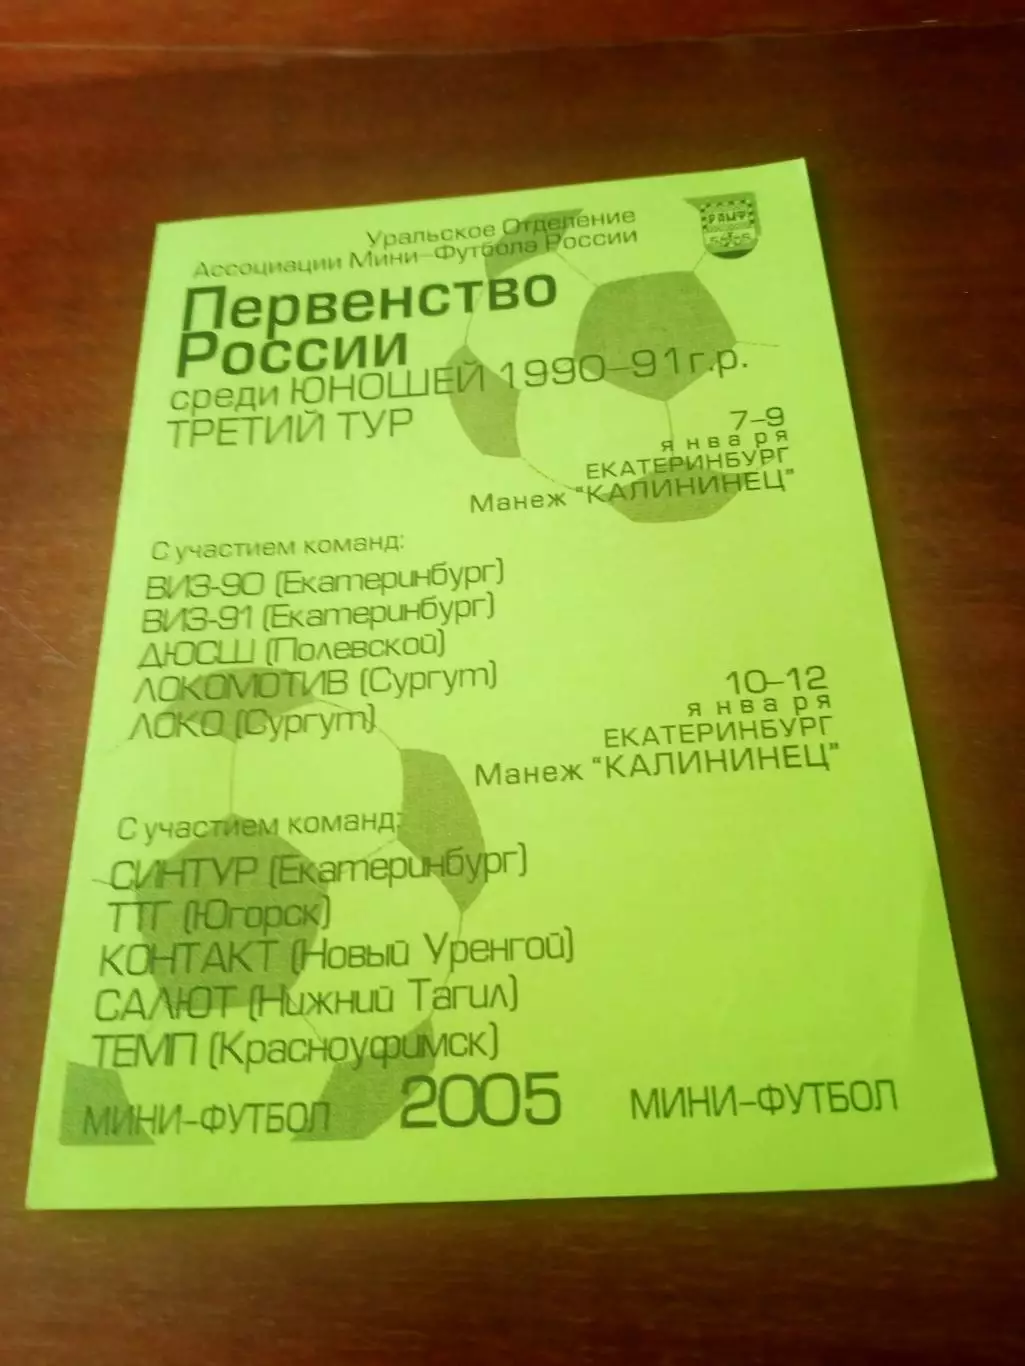 Уральское Отделение
Ассоциации Мини-Футбола России
РАМФ
Первенство
России
среди ЮНОШЕЙ 1990-91г.р.
ТРЕТИЙ ТУР
7-9
января
ЕКАТЕРИНБУРГ
Манеж "КАЛИНИНЕЦ"
С участием команд:
ВИЗ-90 (Екатеринбург)
ВИЗ-91 (Екатеринбург)
ДЮСШ (Полевской)
ЛОКОМОТИВ (Сургут)
ЛОКО (Сургут)
10-12
января
ЕКАТЕРИНБУРГ
Манеж "КАЛИНИНЕЦ"
С участием команд:
СИНТУР (Екатеринбург)
ТТГ (Югорск)
КОНТАКТ (Новый Уренгой)
САЛЮТ (Нижний Тагил)
ТЕМП (Красноуфимск)
МИНИ-ФУТБОЛ 2005 МИНИ-ФУТБОЛ